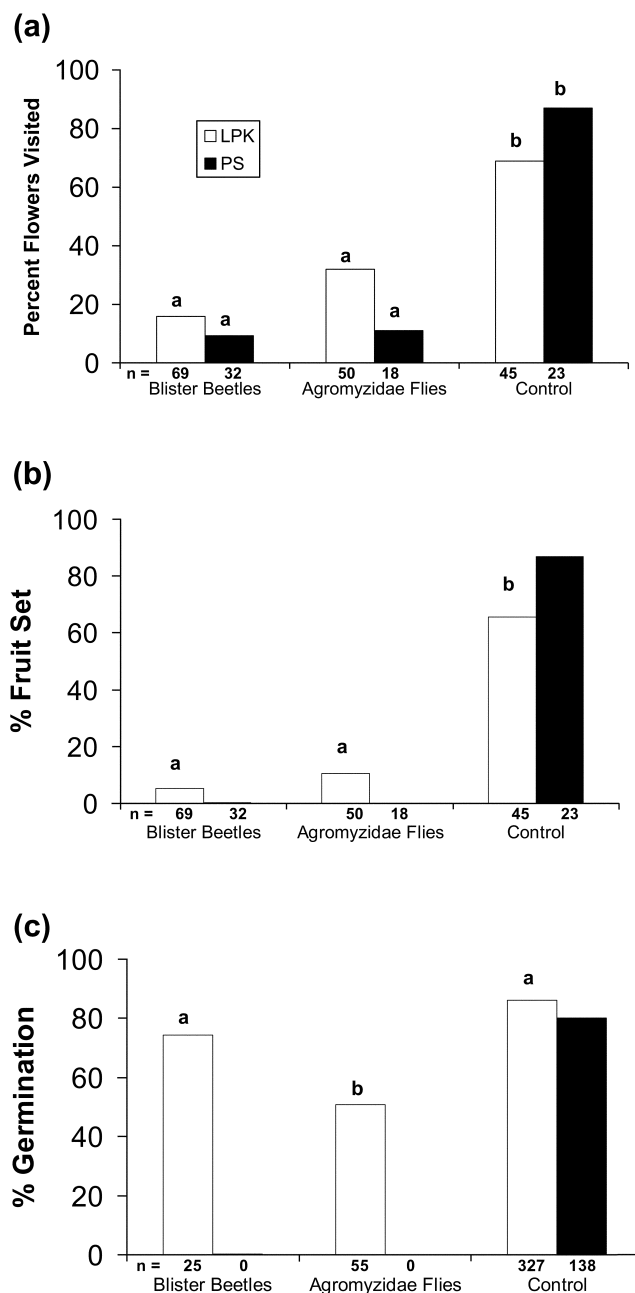 (a)
100
b
b
LPK
80
PS
Percent Flowers Visited
60
40
a
a
a
20
a
0
n = 69 32 50 18 45 23
Blister Beetles Agromyzidae Flies Control
(b)
100
80
b
% Fruit Set
60
40
a
a
20
0
n = 69 32 50 18 45 23
Blister Beetles Agromyzidae Flies Control
(c)
100
a
a
80
% Germination
60
b
40
20
0
n = 25 0 55 0 327 138
Blister Beetles Agromyzidae Flies Control